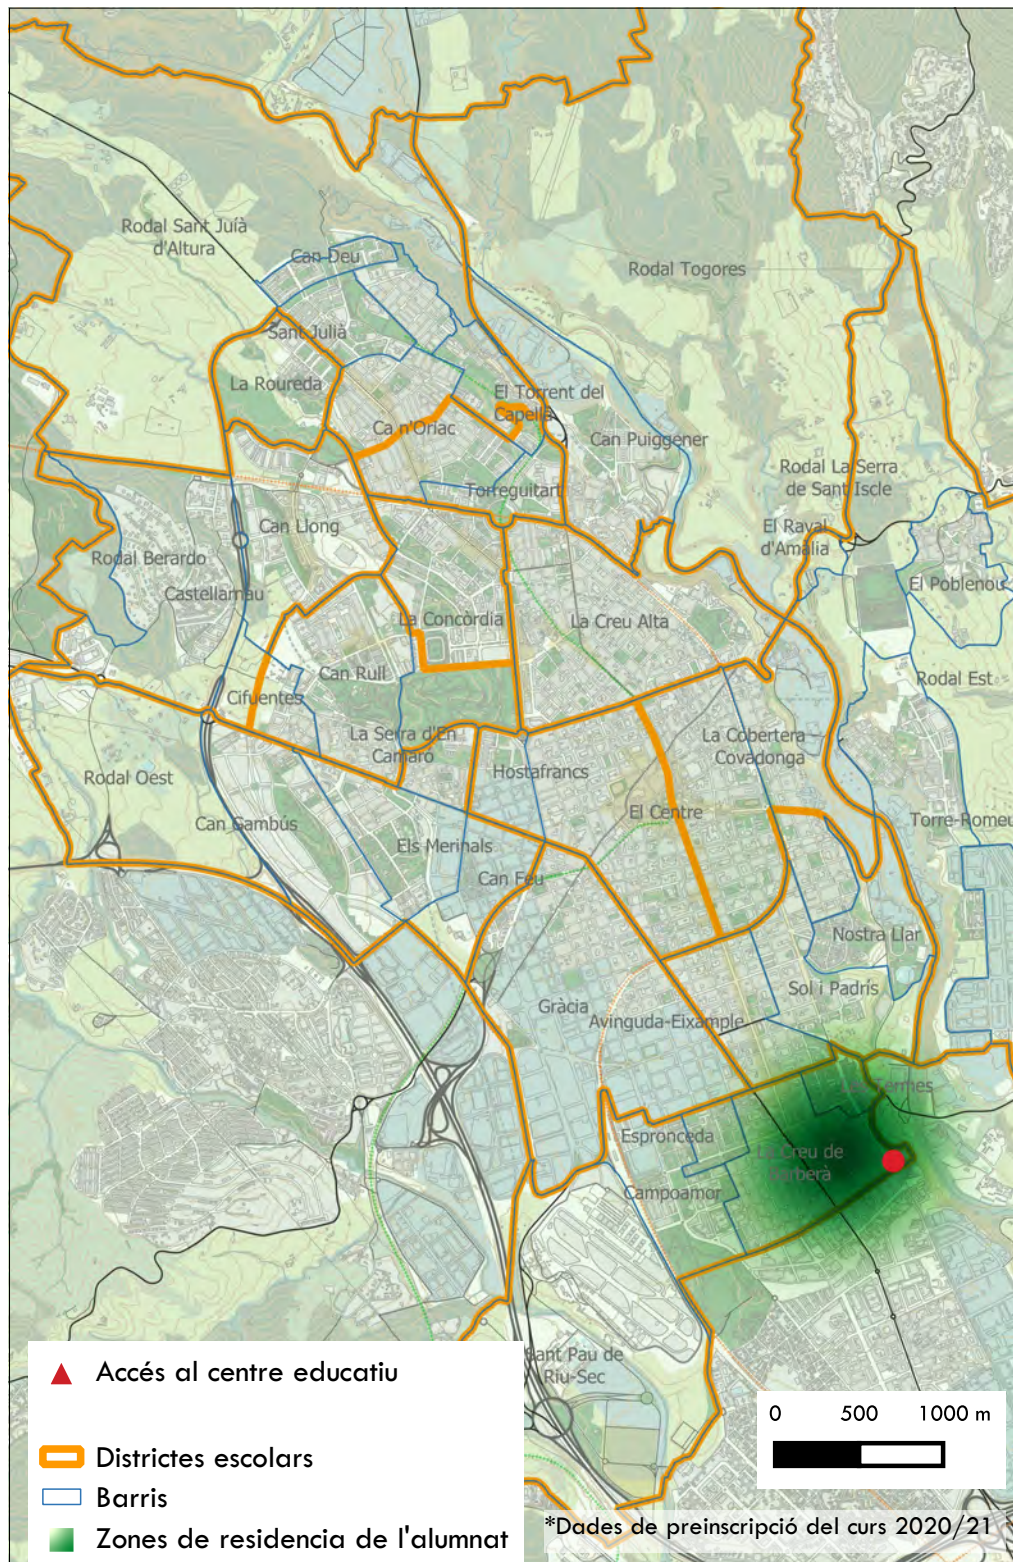 Rodal Sant Juíà
d'Altura
Can Deu
Rodal Togores
Sant Julià
La Roureda
El Torrent del
Capellà
Ca n'Oriac
Can Puiggener
Rodal La Serra
de Sant Iscle
Torreguitart
Can Llong
El Raval
d'Amàlia
Rodal Berardo
El Poblenou
Castellarnau
La Concòrdia
La Creu Alta
Can Rull
Rodal Est
Cifuentes
La Serra d'En
Camaró
La Cobertera
Covadonga
Hostafrancs
Rodal Oest
El Centre
Can Gambús
Torre-Romeu
Els Merinals
Can Feu
Nostra Llar
Sol i Padrís
Gràcia
Avinguda-Eixample
Les Termes
Espronceda
La Creu de
Barberà
Campoamor
Sant Pau de
Riu-Sec
Accés al centre educatiu
Districtes escolars
Barris
Zones de residencia de l'alumnat
0 500 1000 m
*Dades de preinscripció del curs 2020/21